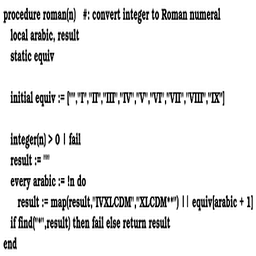 procedure roman(n)   #: convert integer to Roman numeral
local arabic, result
static equiv
initial equiv := ["","I","II","III","IV","V","VI","VII","VIII","IX"]
integer(n) > 0 | fail
result := ""
every arabic := !n do
result := map(result,"IVXLCDM","XLCDM**") || equiv[arabic + 1]
if find("*",result) then fail else return result
end